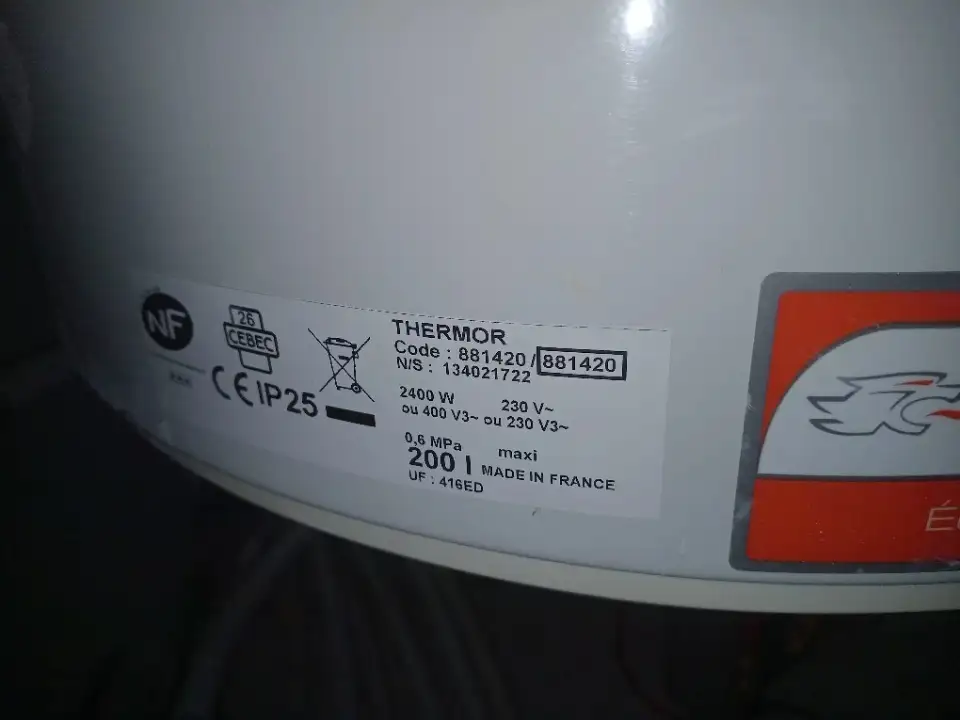 NF
26
CEBEC
CE IP25
THERMOR
Code : 881420 / 881420
N/S : 134021722
2400 W 230 V~
ou 400 V3~ ou 230 V3~
0,6 MPa maxi
200 l MADE IN FRANCE
UF : 416ED